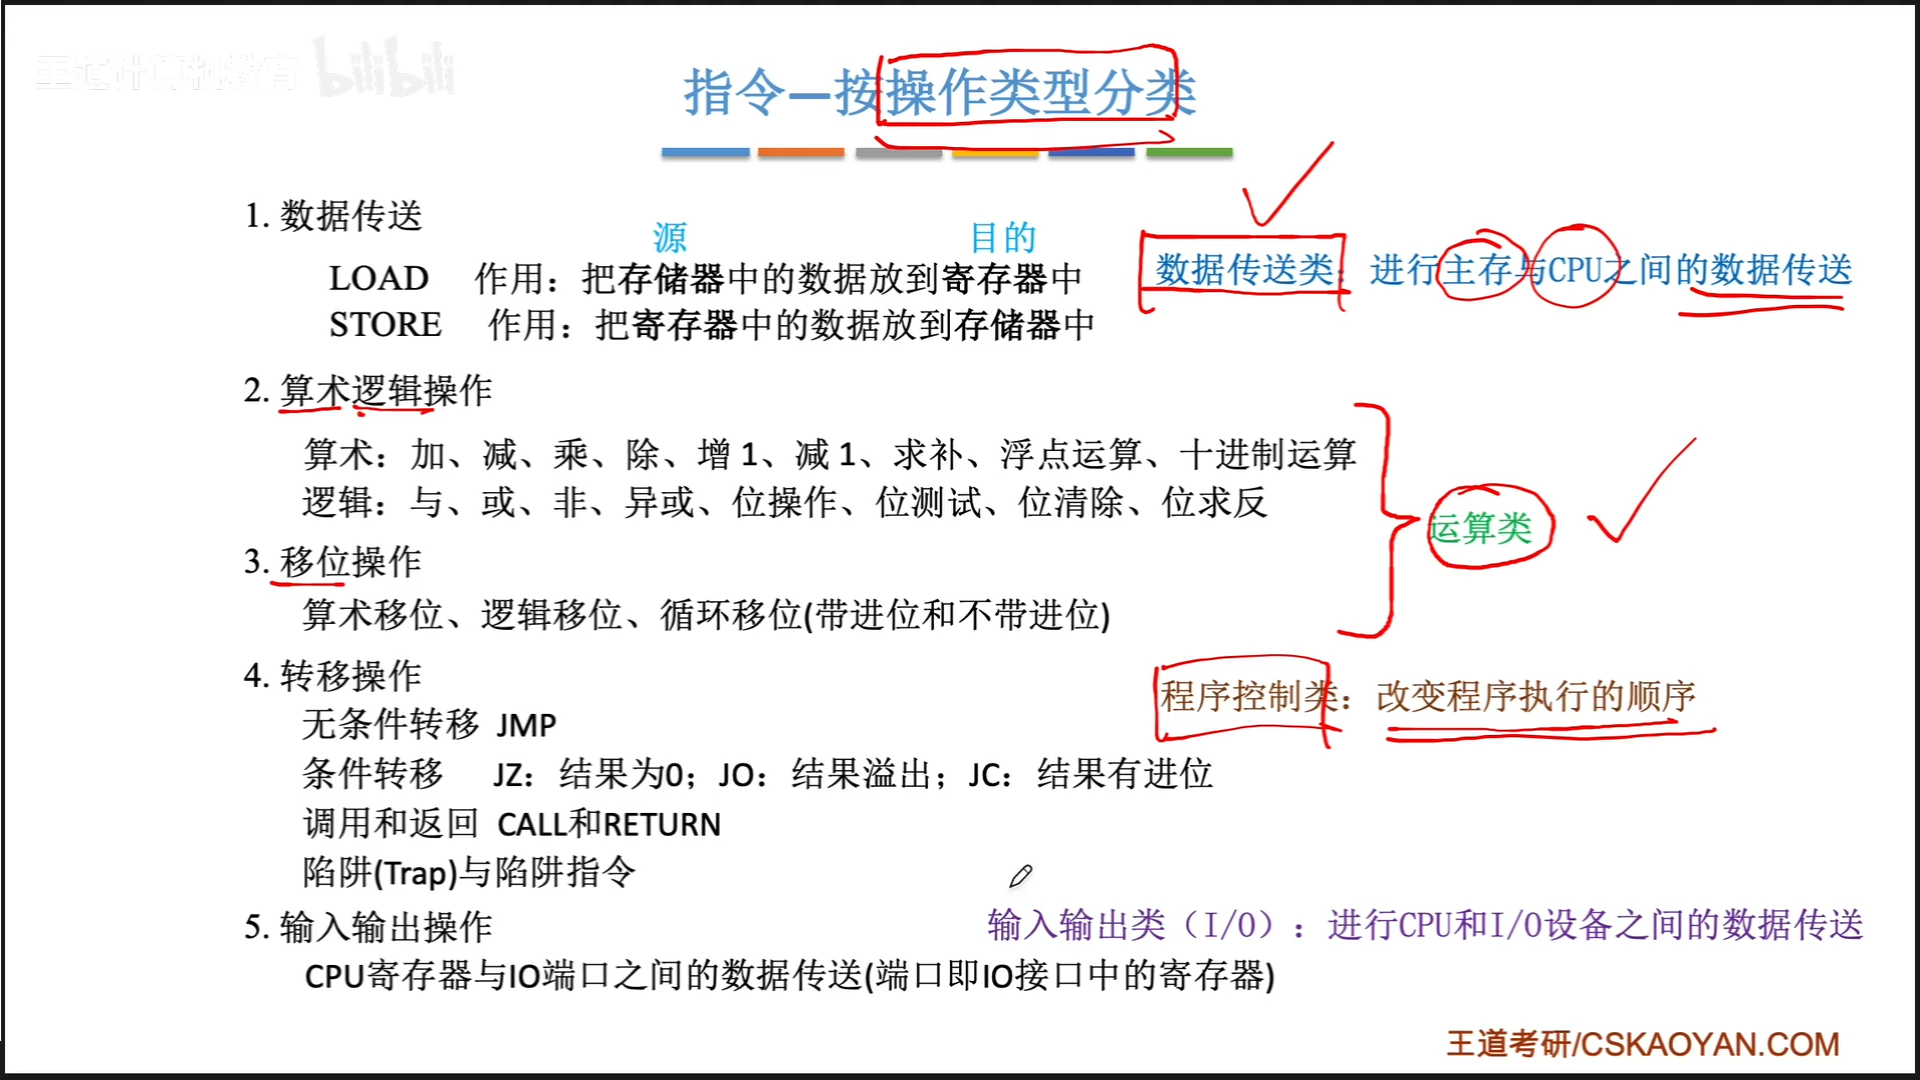 王道计算机教育 bilibili
指令—按操作类型分类
1. 数据传送
源 目的
LOAD 作用：把存储器中的数据放到寄存器中
数据传送类：进行主存与CPU之间的数据传送
STORE 作用：把寄存器中的数据放到存储器中
2. 算术逻辑操作
算术：加、减、乘、除、增 1、减 1、求补、浮点运算、十进制运算
逻辑：与、或、非、异或、位操作、位测试、位清除、位求反
运算类
3. 移位操作
算术移位、逻辑移位、循环移位(带进位和不带进位)
4. 转移操作
程序控制类：改变程序执行的顺序
无条件转移 JMP
条件转移 JZ：结果为0；JO：结果溢出；JC：结果有进位
调用和返回 CALL和RETURN
陷阱(Trap)与陷阱指令
5. 输入输出操作
输入输出类（I/O）：进行CPU和I/O设备之间的数据传送
CPU寄存器与IO端口之间的数据传送(端口即IO接口中的寄存器)
王道考研/CSKAOYAN.COM